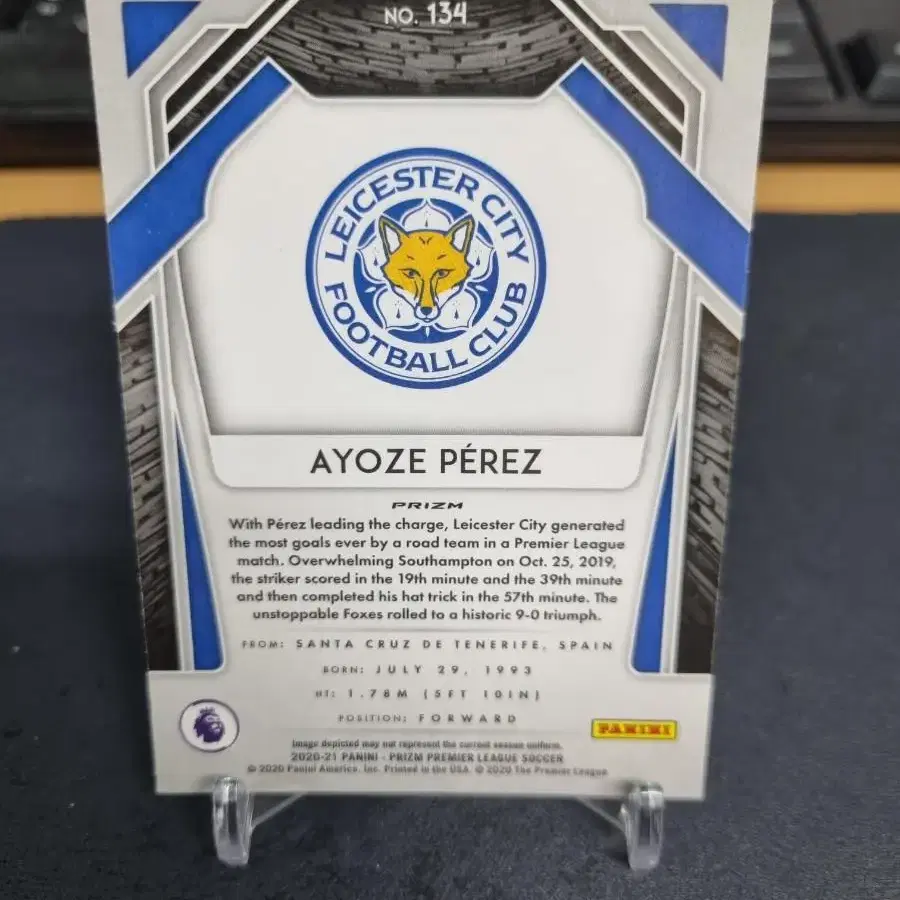 NO. 134
LEICESTER CITY
FOOTBALL CLUB
AYOZE PÉREZ
PRIZM
With Pérez leading the charge, Leicester City generated
the most goals ever by a road team in a Premier League
match. Overwhelming Southampton on Oct. 25, 2019,
the striker scored in the 19th minute and the 39th minute
and then completed his hat trick in the 57th minute. The
unstoppable Foxes rolled to a historic 9-0 triumph.
FROM: SANTA CRUZ DE TENERIFE, SPAIN
BORN: JULY 29, 1993
HT: 1.78M (5FT 10IN)
POSITION: FORWARD
PANINI
Image depicted may not represent the current season uniform.
2020-21 PANINI - PRIZM PREMIER LEAGUE SOCCER
© 2020 Panini America, Inc. Printed in the USA. © 2020 The Premier League